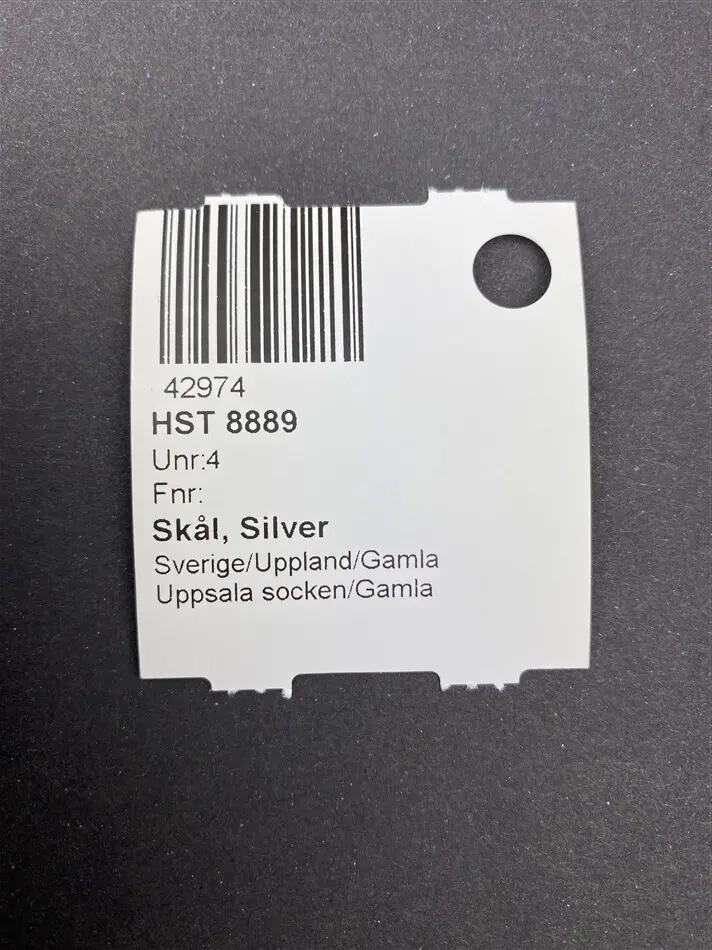 42974
HST 8889
Unr:4
Fnr:
Skål, Silver
Sverige/Uppland/Gamla
Uppsala socken/Gamla